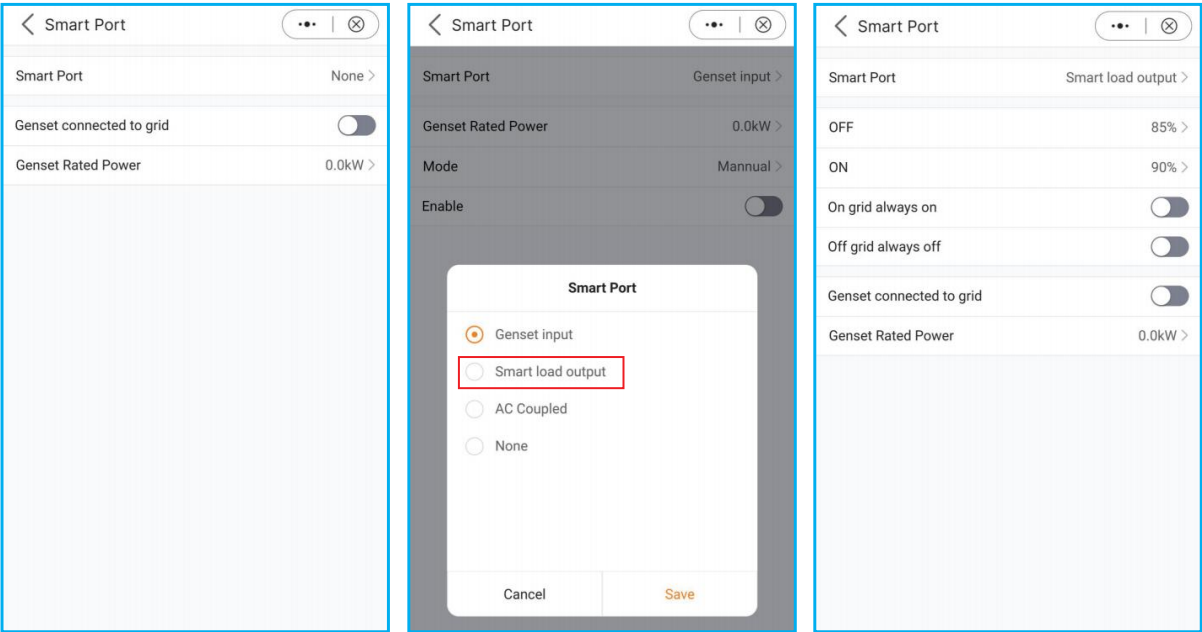 Smart Port
Smart Port None
Genset connected to grid
Genset Rated Power 0.0kW
Smart Port
Smart Port Genset input
Genset Rated Power 0.0kW
Mode Mannual
Enable
Smart Port
Genset input
Smart load output
AC Coupled
None
Cancel Save
Smart Port
Smart Port Smart load output
OFF 85%
ON 90%
On grid always on
Off grid always off
Genset connected to grid
Genset Rated Power 0.0kW